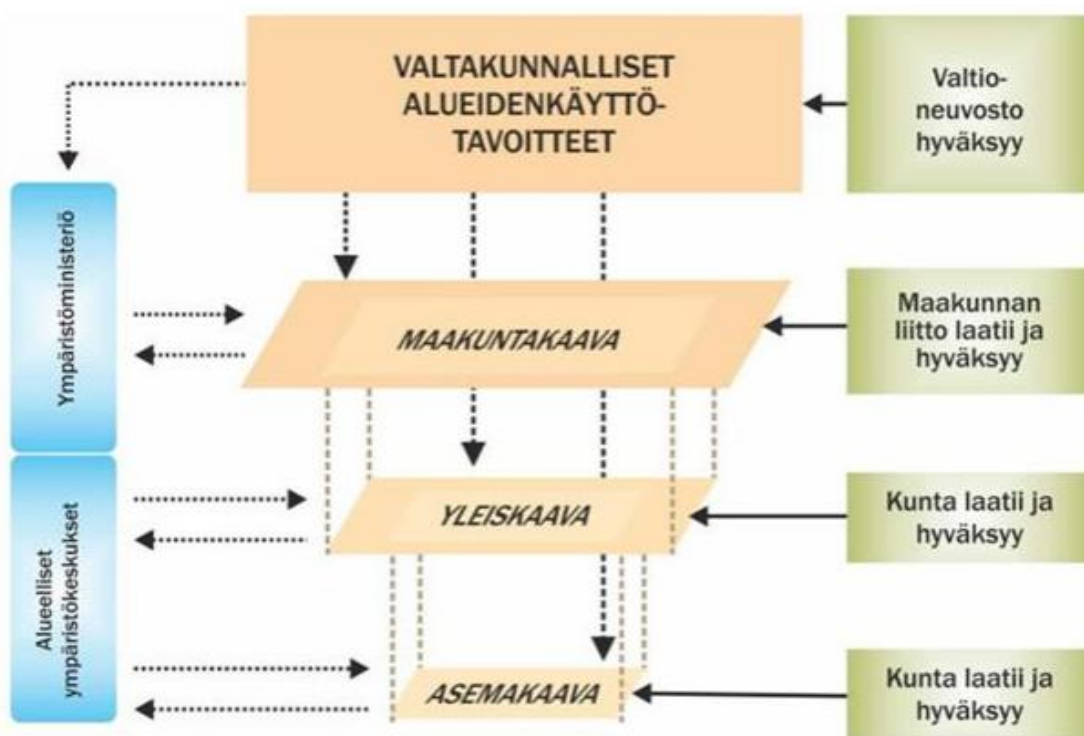 VALTAKUNNALLISET
ALUEIDENKÄYTTÖ-
TAVOITTEET
Valtio-
neuvosto
hyväksyy
Ympäristöministeriö
MAAKUNTAKAAVA
Maakunnan
liitto laatii ja
hyväksyy
Alueelliset
ympäristökeskukset
YLEISKAAVA
Kunta laatii ja
hyväksyy
ASEMAKAAVA
Kunta laatii ja
hyväksyy